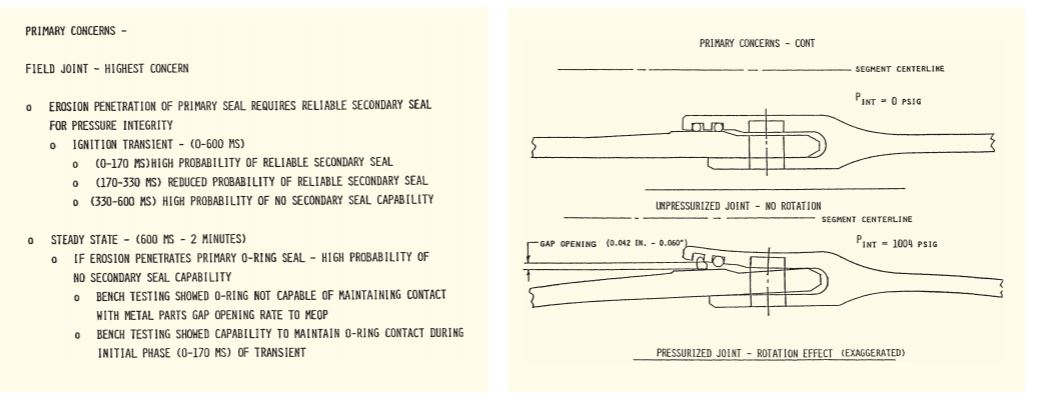 PRIMARY CONCERNS -
FIELD JOINT - HIGHEST CONCERN
o EROSION PENETRATION OF PRIMARY SEAL REQUIRES RELIABLE SECONDARY SEAL
FOR PRESSURE INTEGRITY
o IGNITION TRANSIENT - (0-600 MS)
o (0-170 MS)HIGH PROBABILITY OF RELIABLE SECONDARY SEAL
o (170-330 MS) REDUCED PROBABILITY OF RELIABLE SECONDARY SEAL
o (330-600 MS) HIGH PROBABILITY OF NO SECONDARY SEAL CAPABILITY
o STEADY STATE - (600 MS - 2 MINUTES)
o IF EROSION PENETRATES PRIMARY O-RING SEAL - HIGH PROBABILITY OF
NO SECONDARY SEAL CAPABILITY
o BENCH TESTING SHOWED O-RING NOT CAPABLE OF MAINTAINING CONTACT
WITH METAL PARTS GAP OPENING RATE TO MEOP
o BENCH TESTING SHOWED CAPABILITY TO MAINTAIN O-RING CONTACT DURING
INITIAL PHASE (0-170 MS) OF TRANSIENT
PRIMARY CONCERNS - CONT
SEGMENT CENTERLINE
PINT = 0 PSIG
UNPRESSURIZED JOINT - NO ROTATION
SEGMENT CENTERLINE
GAP OPENING (0.042 IN. - 0.060")
PINT = 1004 PSIG
PRESSURIZED JOINT - ROTATION EFFECT (EXAGGERATED)